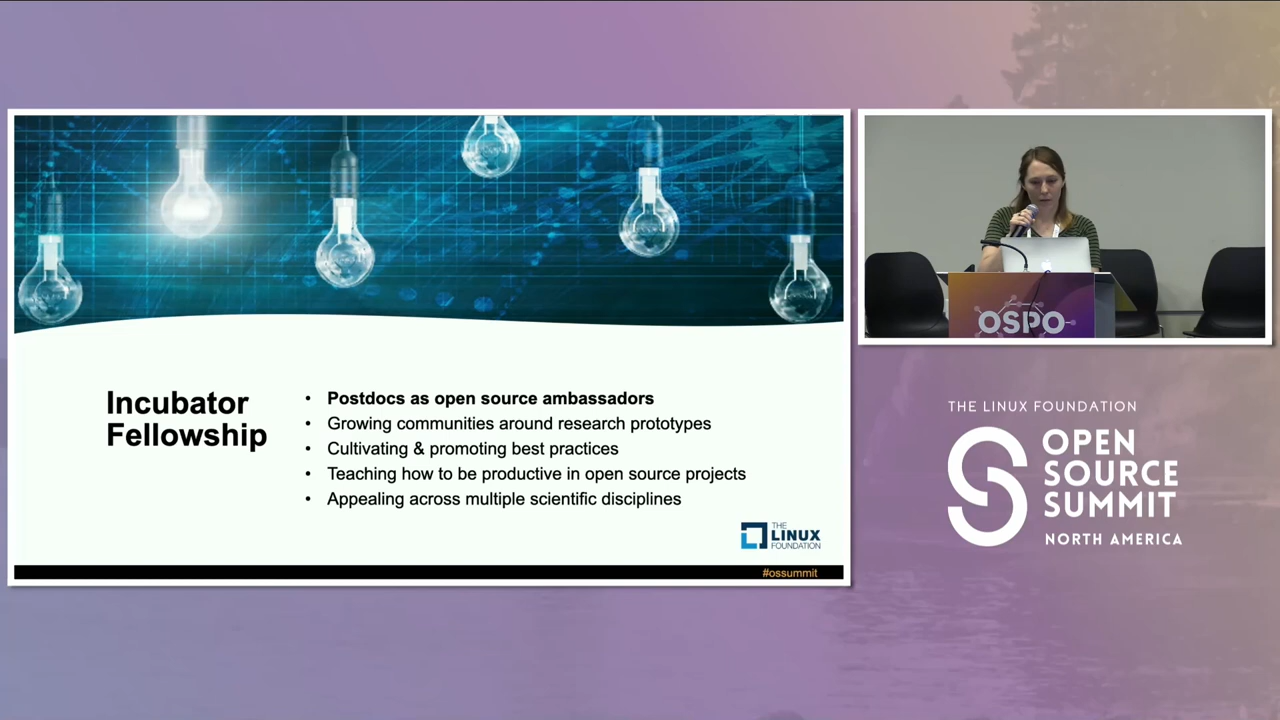 Incubator
Fellowship
• Postdocs as open source ambassadors
• Growing communities around research prototypes
• Cultivating & promoting best practices
• Teaching how to be productive in open source projects
• Appealing across multiple scientific disciplines
THE
LINUX
FOUNDATION
#ossummit
OSPO
THE LINUX FOUNDATION
OPEN
SOURCE
SUMMIT
NORTH AMERICA